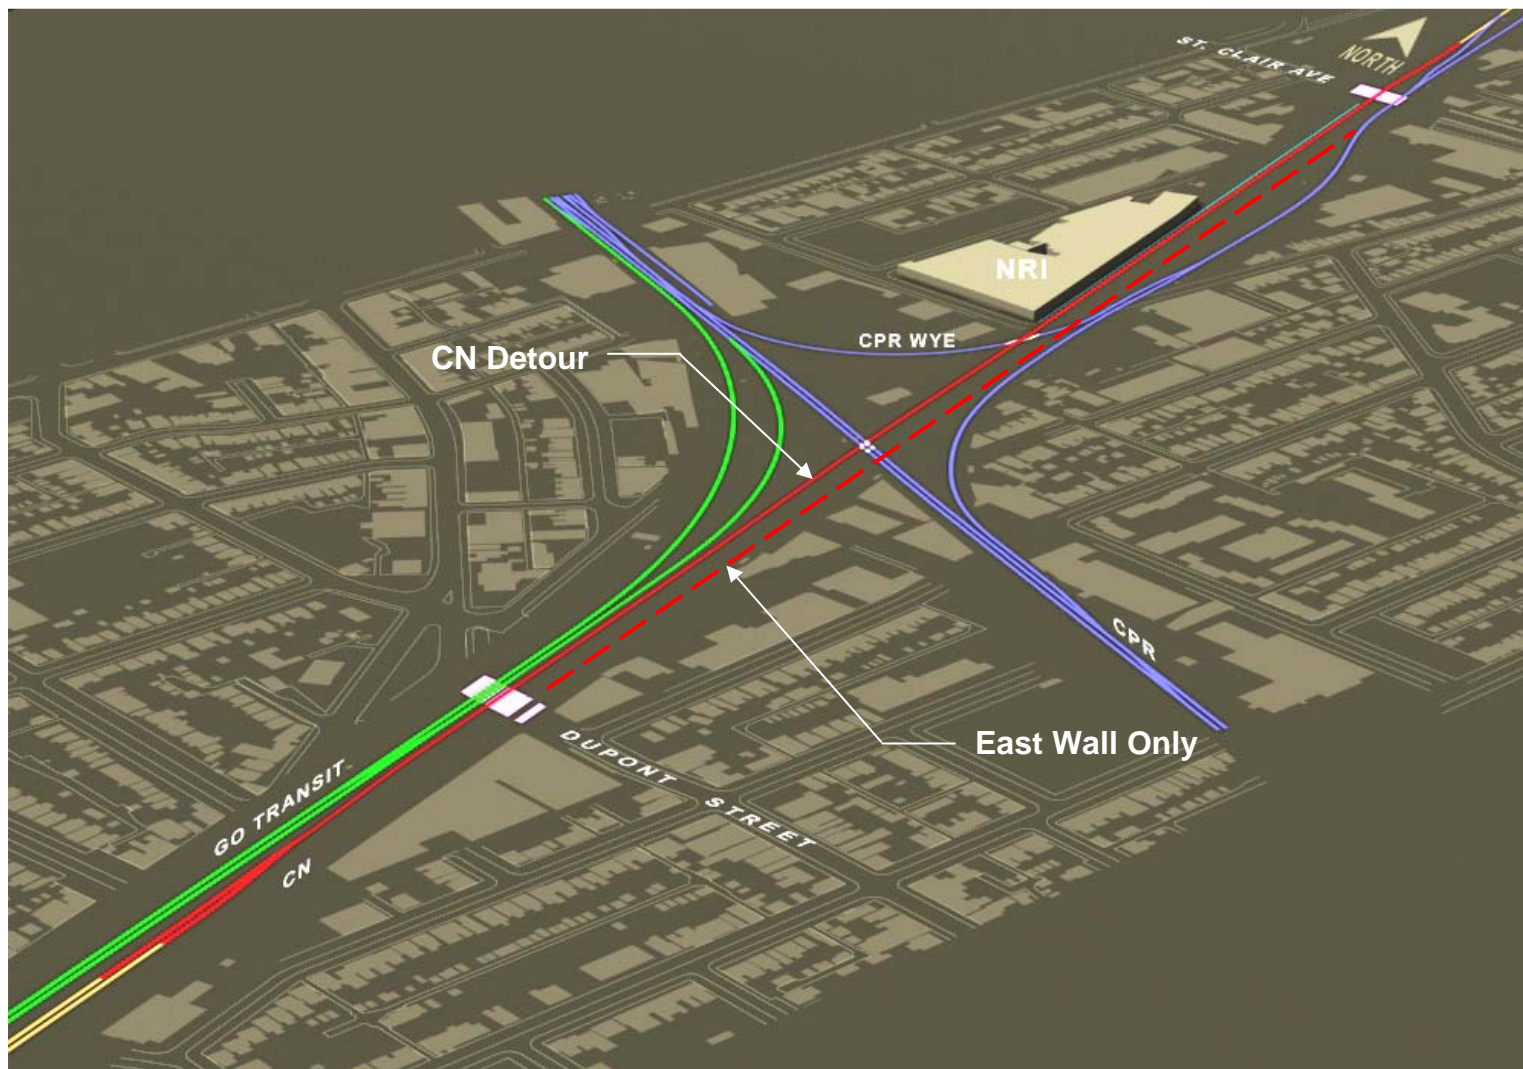 ST. CLAIR AVE
NORTH
NRI
CPR WYE
CN Detour
CPR
East Wall Only
DUPONT STREET
GO TRANSIT
CN